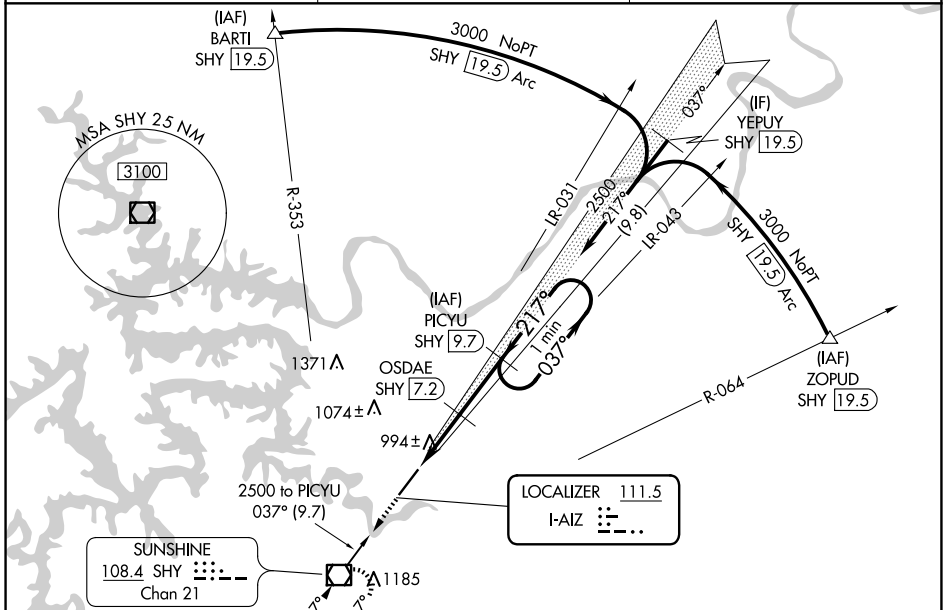 (IAF)
BARTI
SHY 19.5
3000 NoPT
SHY 19.5 Arc
MSA SHY 25 NM
3100
R-353
LR-031
037°
(IF)
YEPUY
SHY 19.5
2500
217°
(9.8)
LR-043
3000 NoPT
SHY 19.5 Arc
(IAF)
PICYU
SHY 9.7
217°
1 min
037°
OSDAE
SHY 7.2
1371
1074±
994±
(IAF)
ZOPUD
SHY 19.5
R-064
2500 to PICYU
037° (9.7)
LOCALIZER 111.5
I-AIZ
SUNSHINE
108.4 SHY
Chan 21
1185
7°
7°